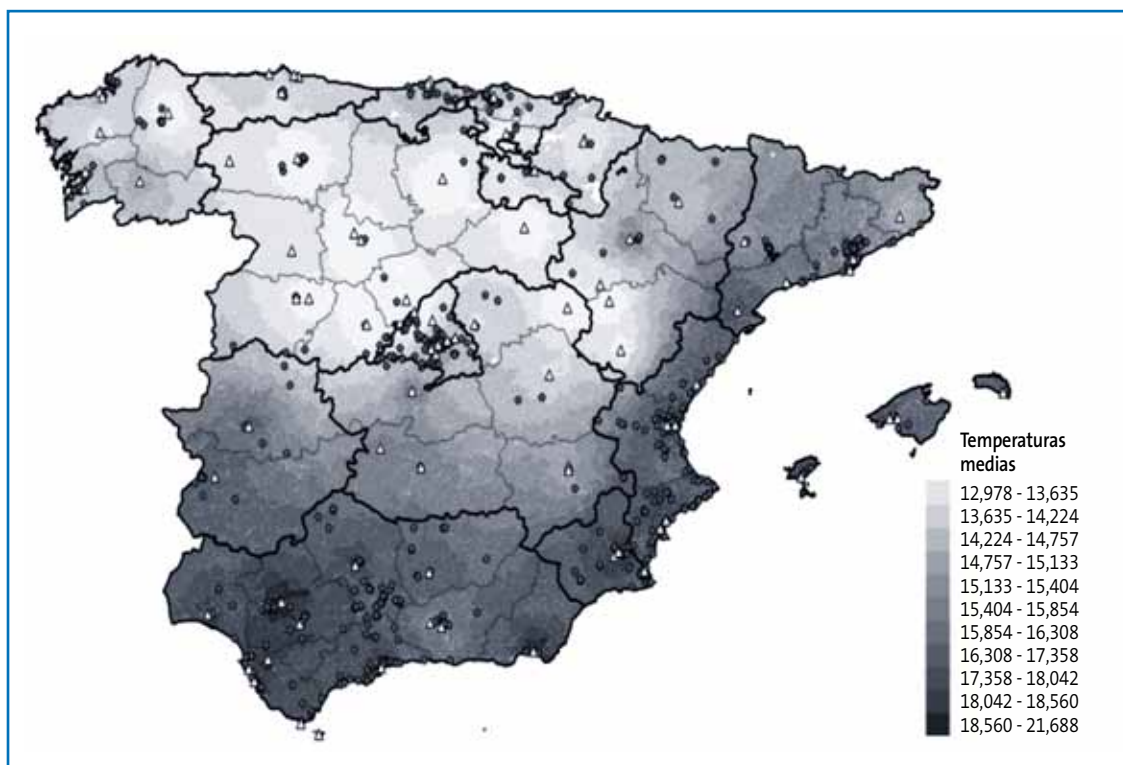 Temperaturas
medias
12,978 - 13,635
13,635 - 14,224
14,224 - 14,757
14,757 - 15,133
15,133 - 15,404
15,404 - 15,854
15,854 - 16,308
16,308 - 17,358
17,358 - 18,042
18,042 - 18,560
18,560 - 21,688